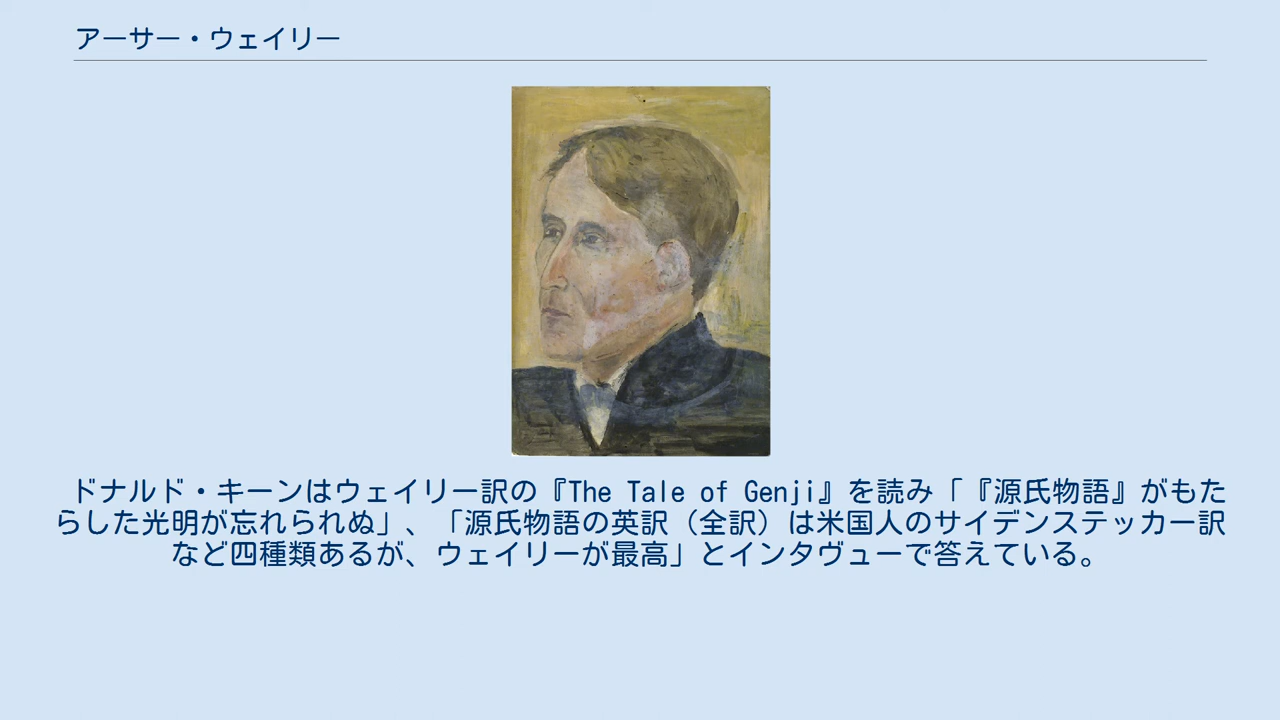 アーサー・ウェイリー
ドナルド・キーンはウェイリー訳の『The Tale of Genji』を読み「『源氏物語』がもた
らした光明が忘れられぬ」、「源氏物語の英訳（全訳）は米国人のサイデンステッカー訳
など四種類あるが、ウェイリーが最高」とインタヴューで答えている。